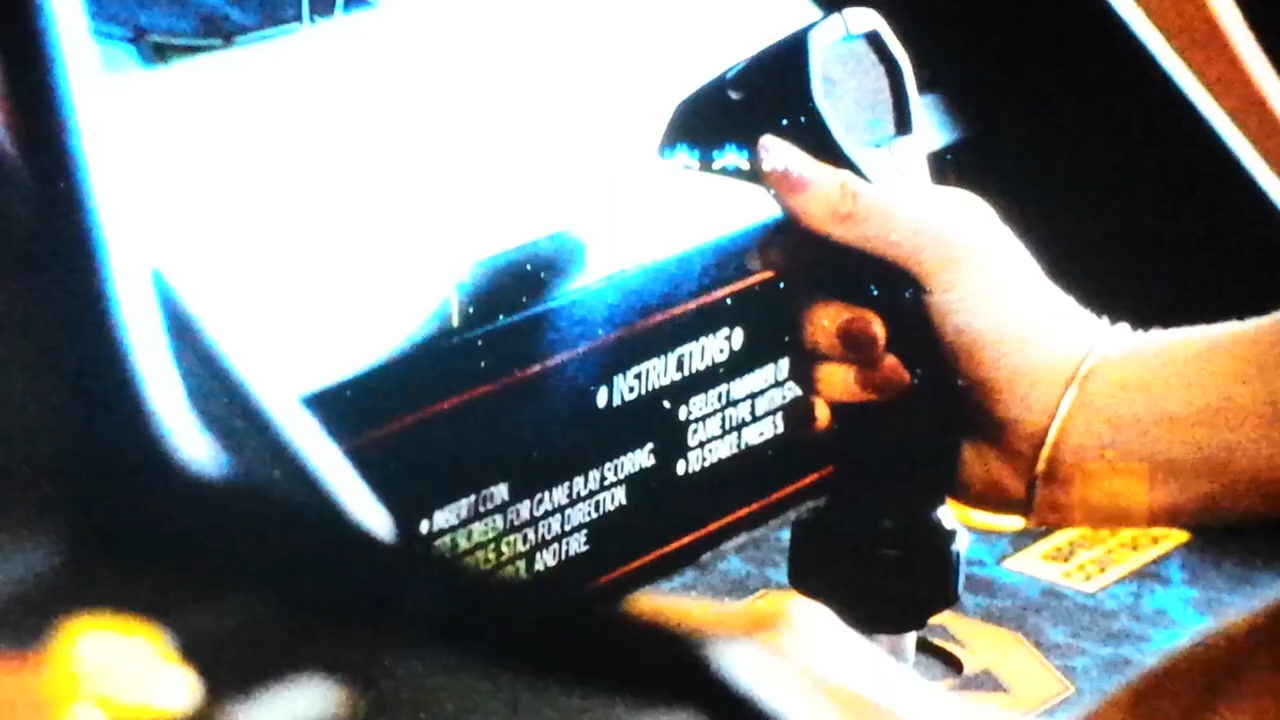 • INSTRUCTIONS •
• INSERT COIN
SCREEN FOR GAME PLAY SCORING.
STICK FOR DIRECTION
AND FIRE.
• SELECT NUMBER OF
GAME TYPE WITH
• TO START, PRESS